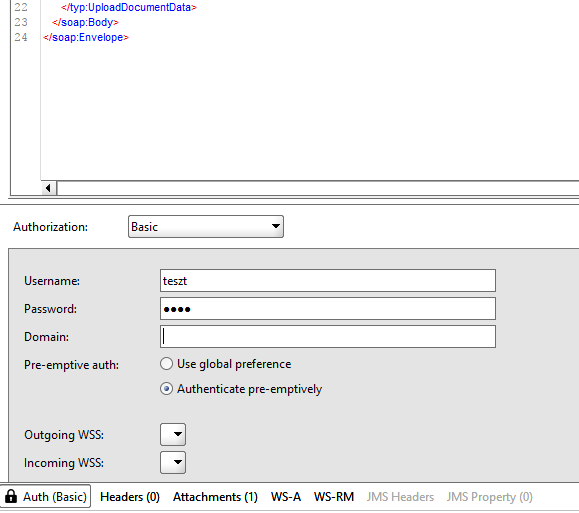 22 </typ:UploadDocumentData>
23 </soap:Body>
24 </soap:Envelope>
Authorization: Basic
Username: teszt
Password: ●●●●
Domain:
Pre-emptive auth: Use global preference
Authenticate pre-emptively
Outgoing WSS:
Incoming WSS:
Auth (Basic) Headers (0) Attachments (1) WS-A WS-RM JMS Headers JMS Property (0)